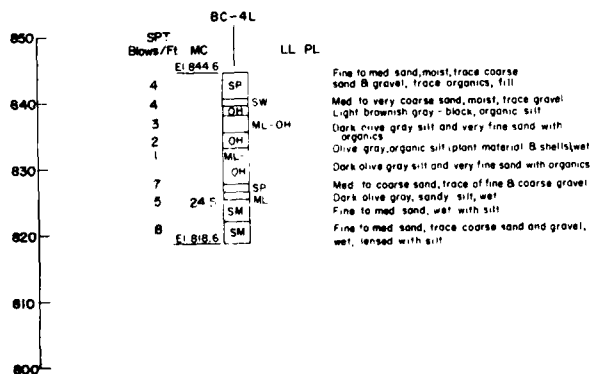 BC-4L
850
SPT
Blows/Ft MC LL PL
El 844.6
4 SP Fine to med sand, moist, trace coarse
sand & gravel, trace organics, fill
840
4 SW Med to very coarse sand, moist, trace gravel
OH Light brownish gray - black, organic silt
3 ML-OH Dark olive gray silt and very fine sand with
organics
2 OH Olive gray, organic silt (plant material & shells), wet
1 ML-
OH Dark olive gray silt and very fine sand with organics
830
7 SP Med to coarse sand, trace of fine & coarse gravel
5 24.5 ML Dark olive gray, sandy silt, wet
SM Fine to med sand, wet with silt
8 SM Fine to med sand, trace coarse sand and gravel,
wet, lensed with silt
El 818.6
820
810
800